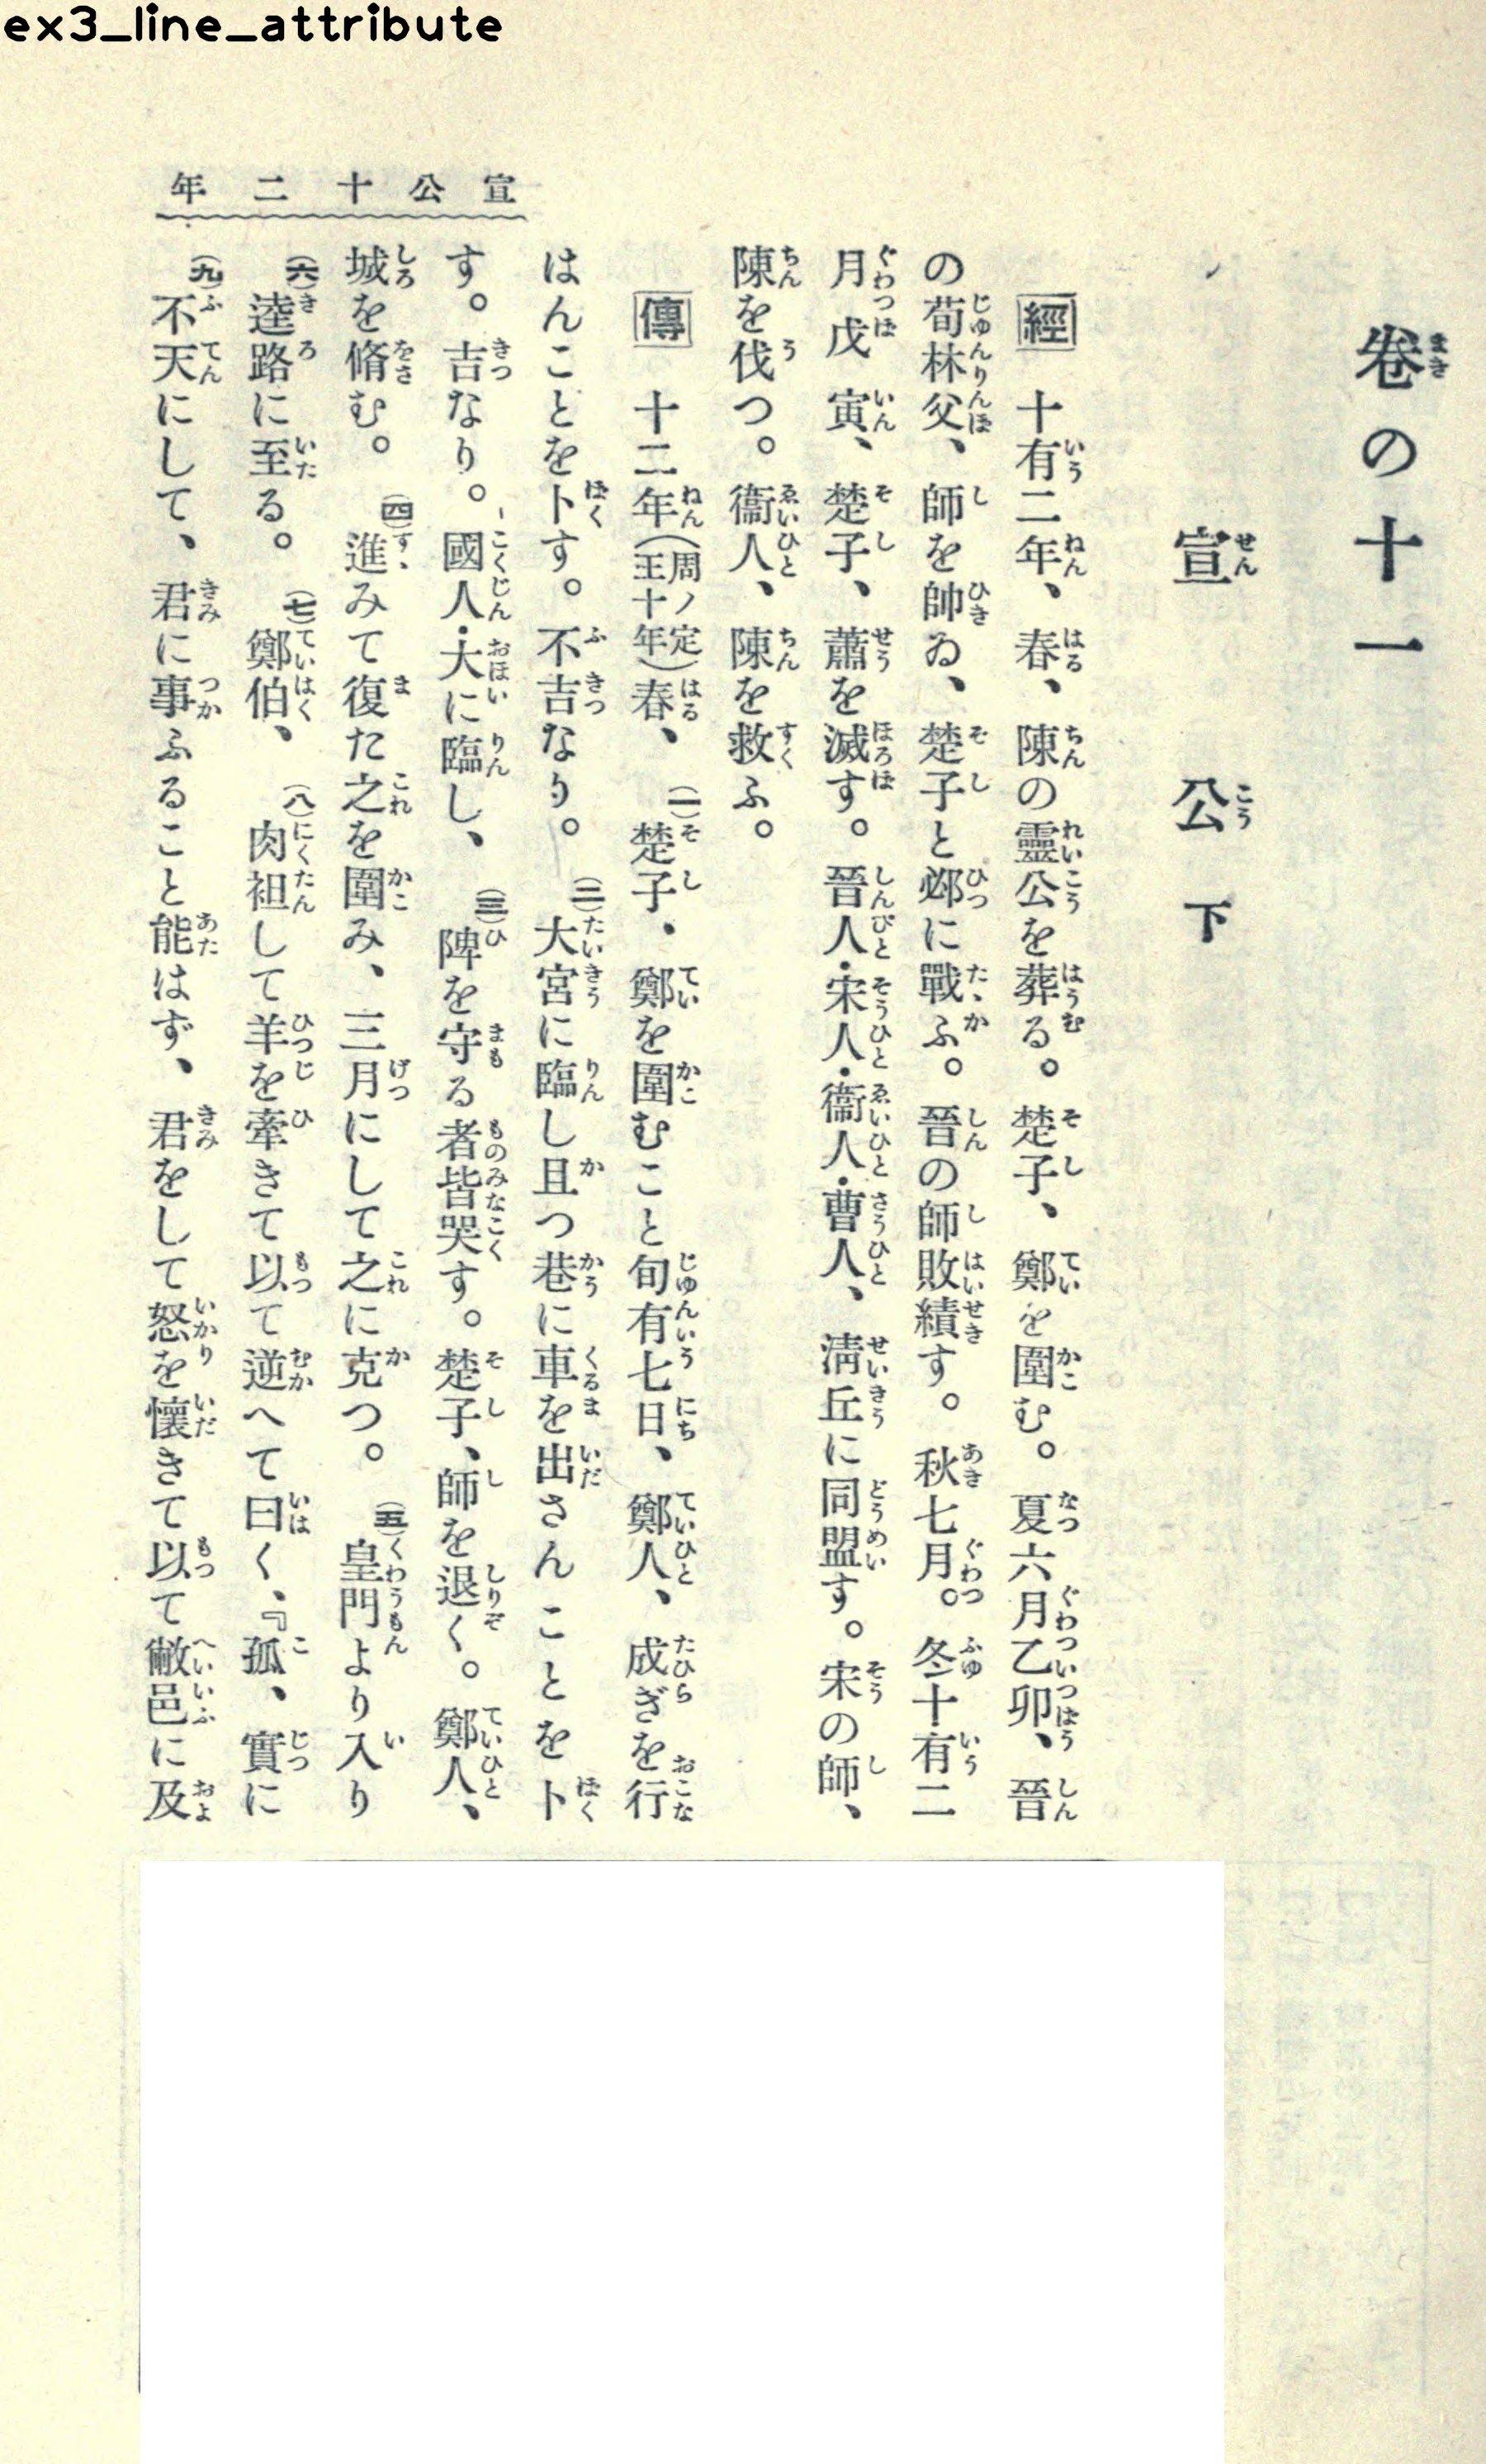 ex3_line_attribute
卷の十一
宣公下
經　十有二年、春、陳の靈公を葬る。楚子、鄭を圍む。夏六月乙卯、晉
の荀林父、師を帥ゐ、楚子と邲に戰ふ。晉の師敗績す。秋七月。冬十有二
月戊寅、楚子、蕭を滅す。晉人・宋人・衞人・曹人、淸丘に同盟す。宋の師、
陳を伐つ。衞人、陳を救ふ。
傳　十二年（周ノ定王十年）春、（一）楚子・鄭を圍むこと旬有七日、鄭人、成ぎを行
はんことを卜す。不吉なり。（二）大宮に臨し且つ巷に車を出さんことを卜
す。吉なり。國人・大に臨し、（三）陴を守る者皆哭す。楚子、師を退く。鄭人、
城を脩む。（四）進みて復た之を圍み、三月にして之に克つ。（五）皇門より入り
（六）逵路に至る。（七）鄭伯、（八）肉袒して羊を牽きて以て逆へて曰く、『孤、實に
（九）不天にして、君に事ふること能はず、君をして怒を懷きて以て敝邑に及
宣公十二年